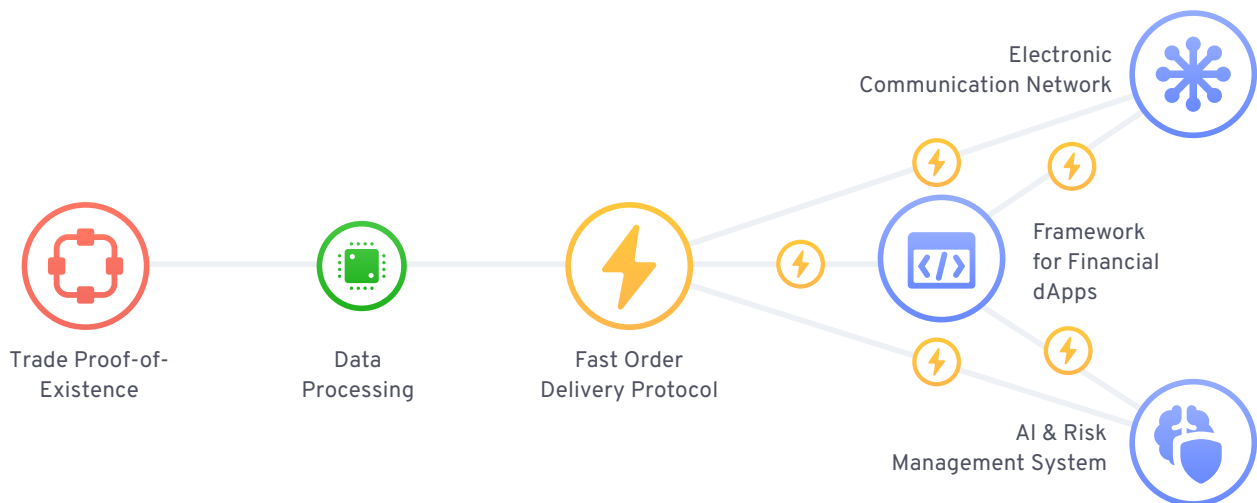 Electronic
Communication Network
Framework
for Financial
dApps
Trade Proof-of-
Existence
Data
Processing
Fast Order
Delivery Protocol
AI & Risk
Management System